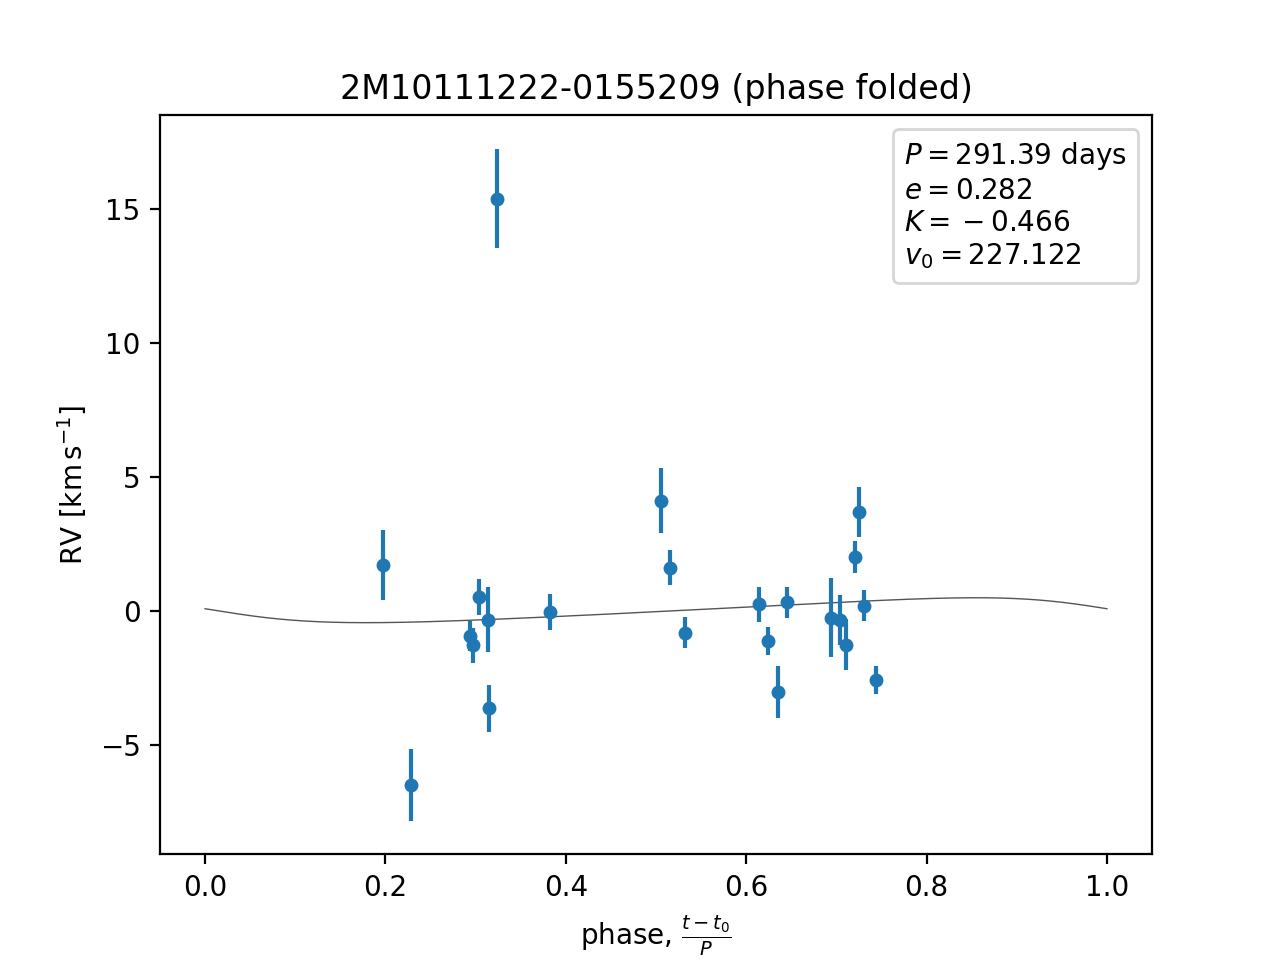 2M10111222-0155209 (phase folded)
P = 291.39 days
e = 0.282
K = −0.466
v₀ = 227.122
15
10
5
0
−5
RV [km s⁻¹]
0.0 0.2 0.4 0.6 0.8 1.0
phase, (t − t₀)/P